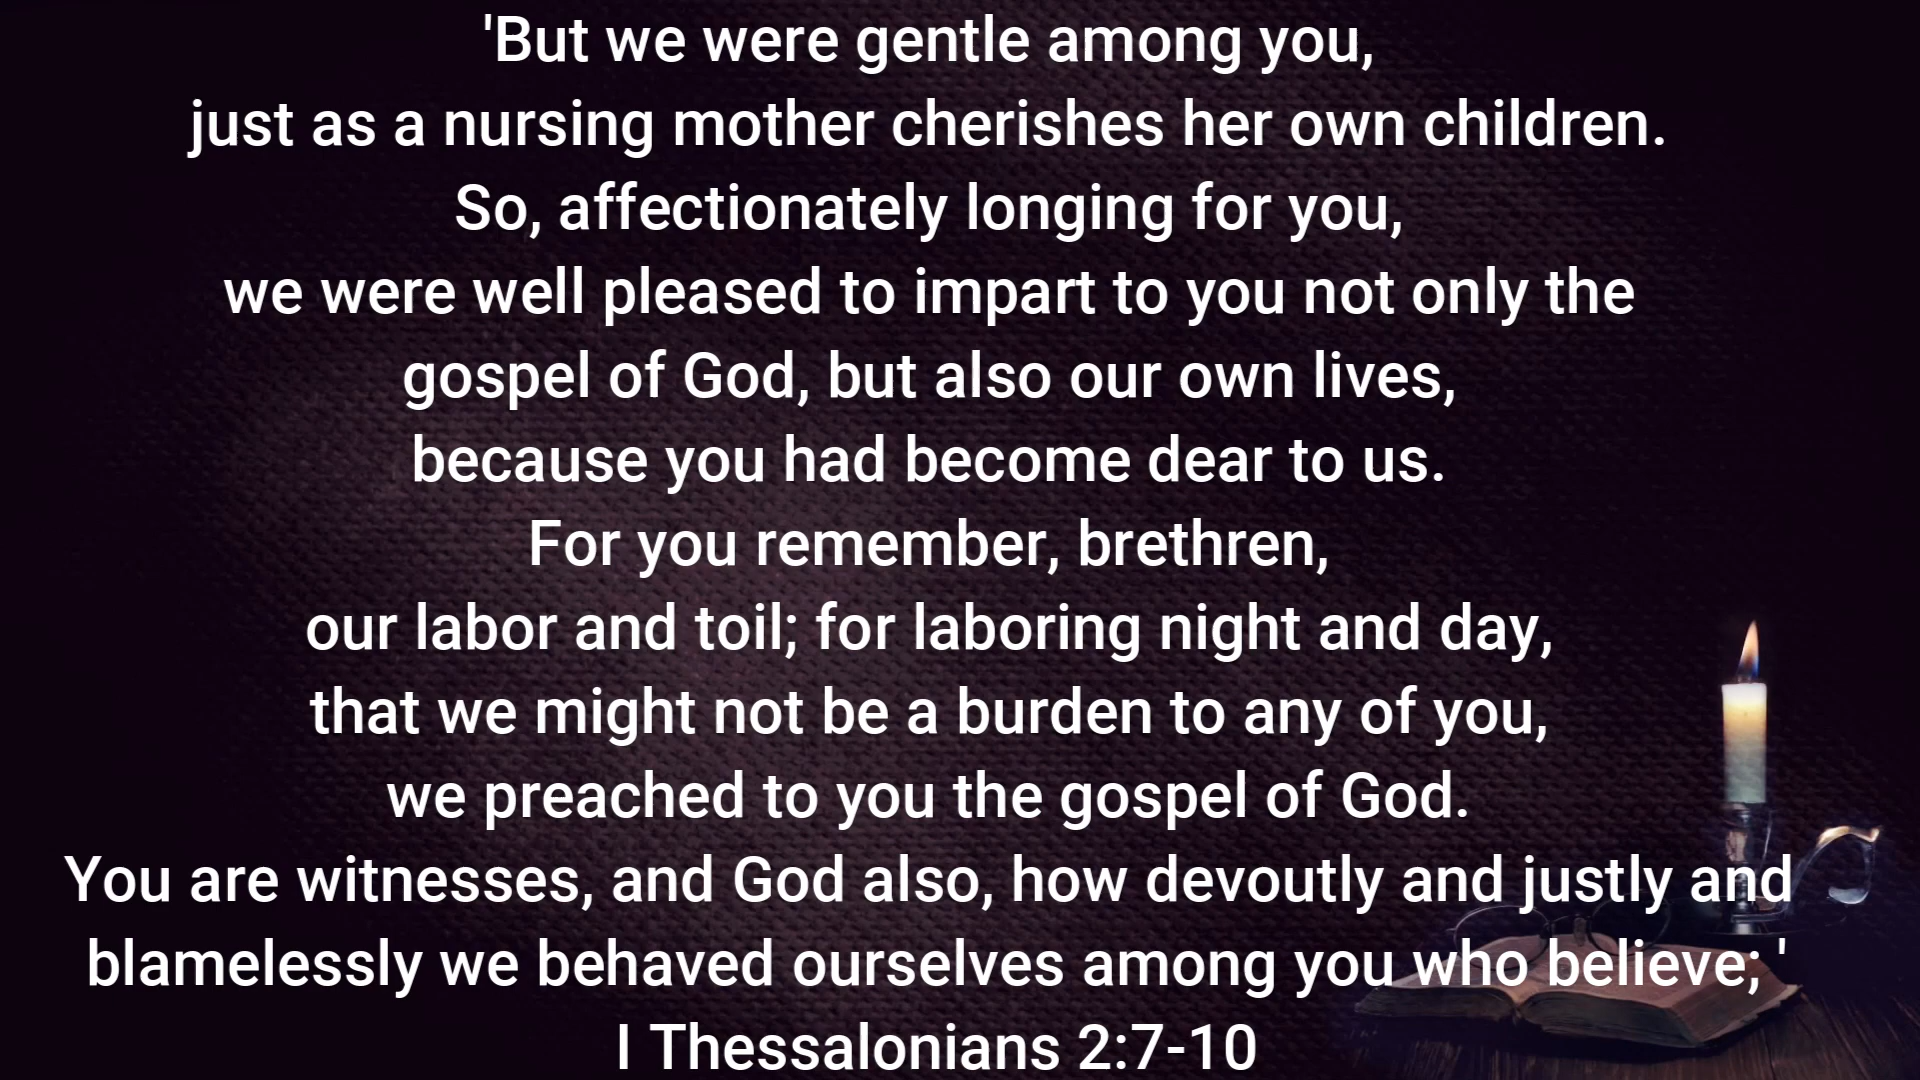 'But we were gentle among you,
just as a nursing mother cherishes her own children.
So, affectionately longing for you,
we were well pleased to impart to you not only the
gospel of God, but also our own lives,
because you had become dear to us.
For you remember, brethren,
our labor and toil; for laboring night and day,
that we might not be a burden to any of you,
we preached to you the gospel of God.
You are witnesses, and God also, how devoutly and justly and
blamelessly we behaved ourselves among you who believe; '
I Thessalonians 2:7-10